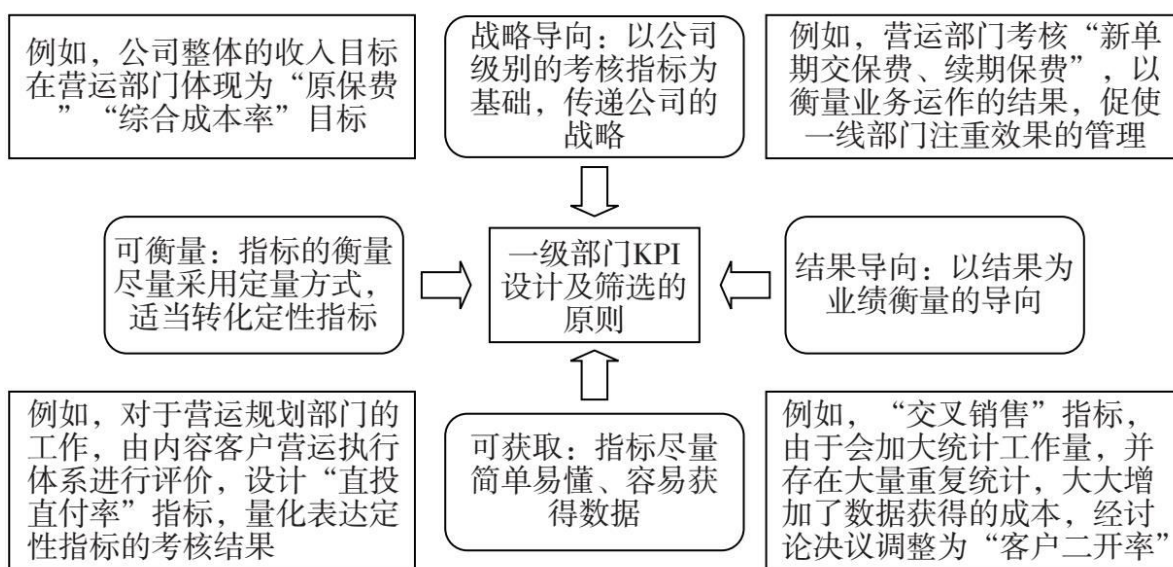 例如，公司整体的收入目标
在营运部门体现为“原保费
”“综合成本率”目标
战略导向：以公司
级别的考核指标为
基础，传递公司的
战略
例如，营运部门考核“新单
期交保费、续期保费”，以
衡量业务运作的结果，促使
一线部门注重效果的管理
可衡量：指标的衡量
尽量采用定量方式，
适当转化定性指标
一级部门KPI
设计及筛选的
原则
结果导向：以结果为
业绩衡量的导向
例如，对于营运规划部门的
工作，由内容客户营运执行
体系进行评价，设计“直投
直付率”指标，量化表达定
性指标的考核结果
可获取：指标尽量
简单易懂、容易获
得数据
例如，“交叉销售”指标，
由于会加大统计工作量，并
存在大量重复统计，大大增
加了数据获得的成本，经讨
论决议调整为“客户二开率”